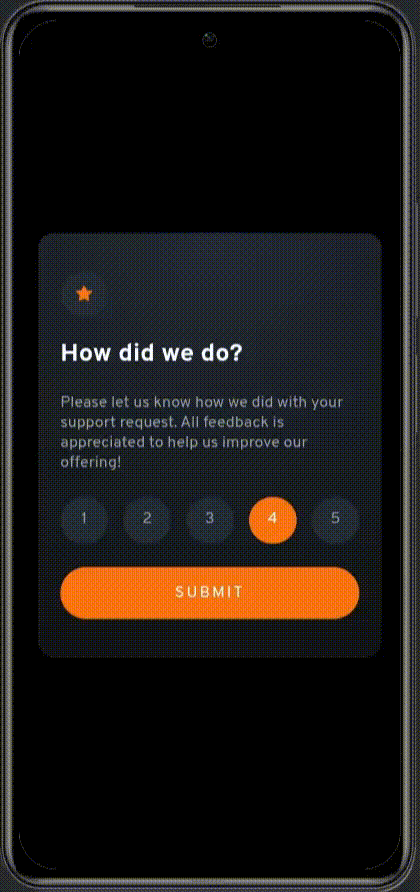 How did we do?
Please let us know how we did with your
support request. All feedback is
appreciated to help us improve our
offering!
1 2 3 4 5
SUBMIT